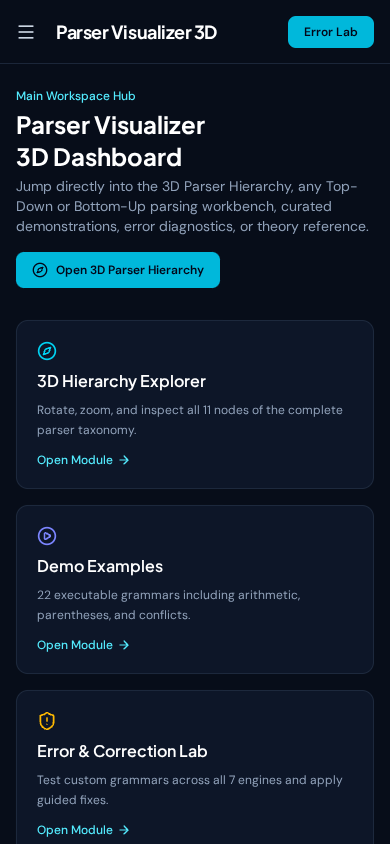 Parser Visualizer 3D
Error Lab
Main Workspace Hub
Parser Visualizer
3D Dashboard
Jump directly into the 3D Parser Hierarchy, any Top-
Down or Bottom-Up parsing workbench, curated
demonstrations, error diagnostics, or theory reference.
Open 3D Parser Hierarchy
3D Hierarchy Explorer
Rotate, zoom, and inspect all 11 nodes of the complete
parser taxonomy.
Open Module →
Demo Examples
22 executable grammars including arithmetic,
parentheses, and conflicts.
Open Module →
Error & Correction Lab
Test custom grammars across all 7 engines and apply
guided fixes.
Open Module →